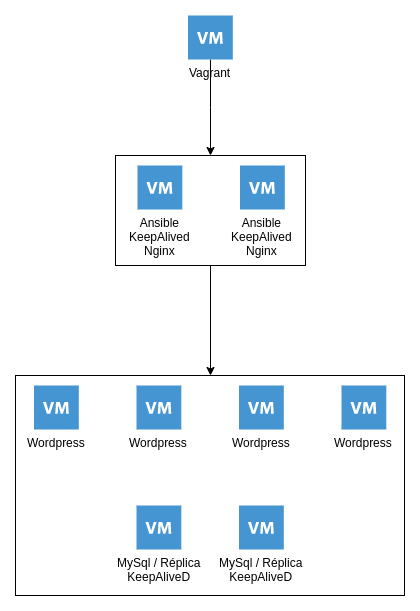 VM
Vagrant
VM VM
Ansible Ansible
KeepAlived KeepAlived
Nginx Nginx
VM VM VM VM
Wordpress Wordpress Wordpress Wordpress
VM VM
MySql / Réplica MySql / Réplica
KeepAliveD KeepAliveD